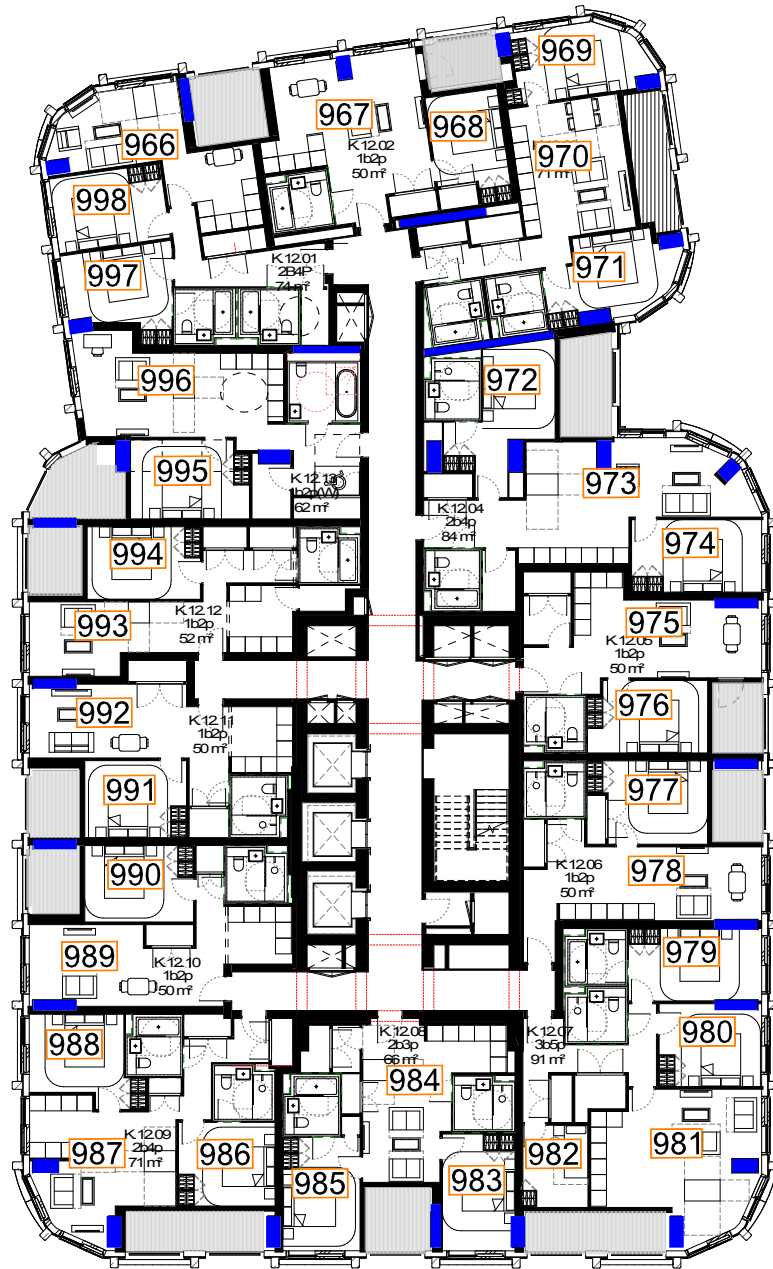 969
967
968
966
K.12.02
1b2p
50 m²
970
71 m²
998
971
997
K.12.01
2B4P
74 m²
996
972
995
973
K.12.13
1b2p(W)
62 m²
K.12.04
2b4p
84 m²
994
974
993
K.12.12
1b2p
52 m²
975
K.12.05
1b2p
50 m²
992
K.12.11
1b2p
50 m²
976
991
977
990
K.12.06
1b2p
50 m²
978
989
K.12.10
1b2p
50 m²
979
988
K.12.08
2b3p
66 m²
K.12.07
3b5p
91 m²
980
984
987
K.12.09
2b4p
71 m²
986
985
983
982
981